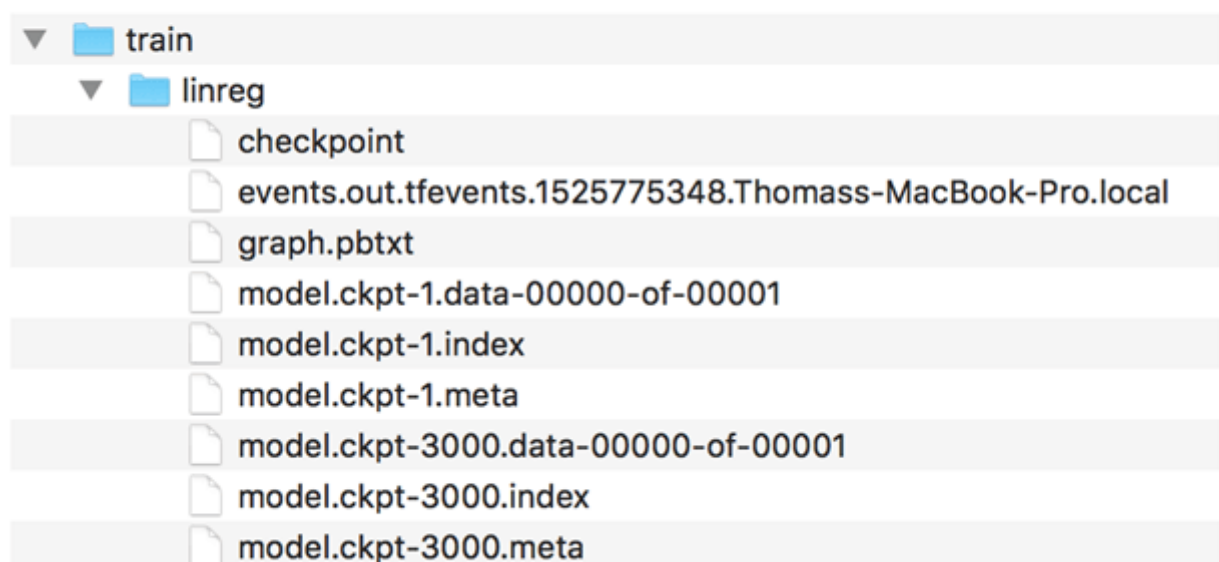 train
linreg
checkpoint
events.out.tfevents.1525775348.Thomass-MacBook-Pro.local
graph.pbtxt
model.ckpt-1.data-00000-of-00001
model.ckpt-1.index
model.ckpt-1.meta
model.ckpt-3000.data-00000-of-00001
model.ckpt-3000.index
model.ckpt-3000.meta